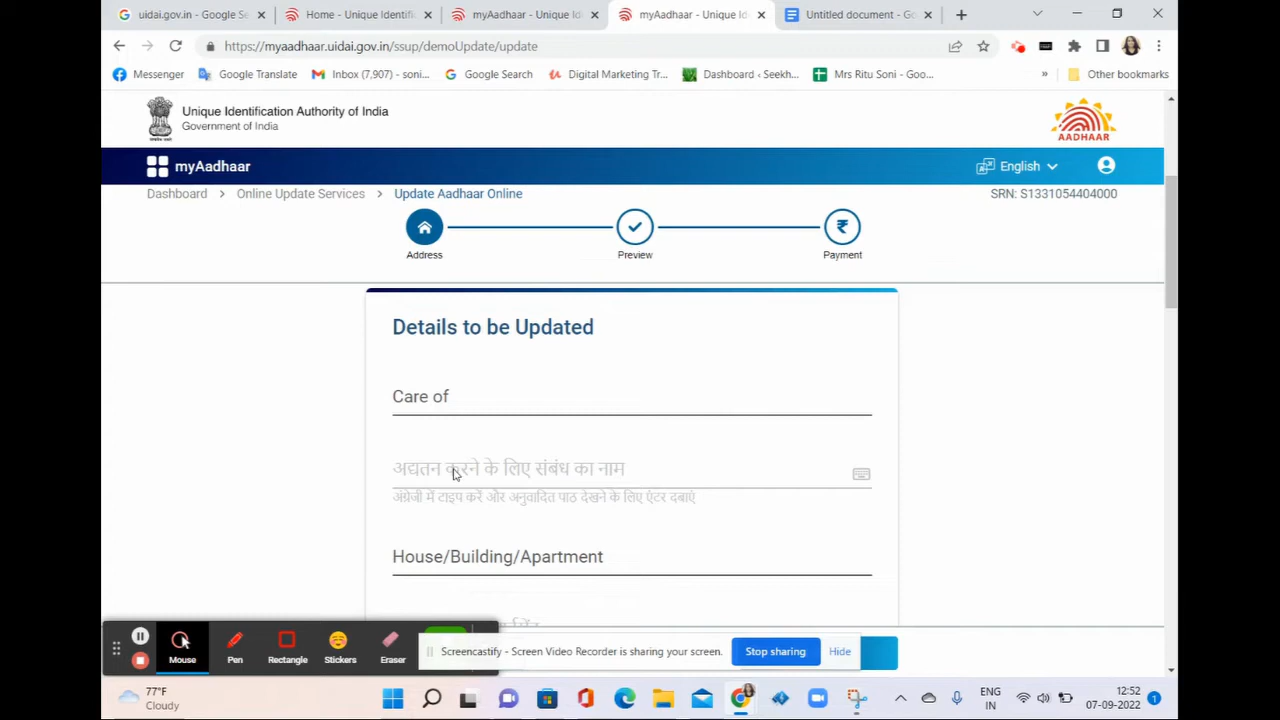 uidai.gov.in - Google Se
Home - Unique Identific
myAadhaar - Unique Id
myAadhaar - Unique Id
Untitled document - Go
https://myaadhaar.uidai.gov.in/ssup/demoUpdate/update
Messenger
Google Translate
Inbox (7,907) - soni...
Google Search
Digital Marketing Tr...
Dashboard ‹ Seekh...
Mrs Ritu Soni - Goo...
»
Other bookmarks
Unique Identification Authority of India
Government of India
AADHAAR
myAadhaar
English
Dashboard > Online Update Services > Update Aadhaar Online
SRN: S1331054404000
₹
Address
Preview
Payment
Details to be Updated
Care of
अद्यतन करने के लिए संबंध का नाम
अंग्रेजी में टाइप करें और अनुवादित पाठ देखने के लिए एंटर दबाएं
House/Building/Apartment
Mouse
Pen
Rectangle
Stickers
Eraser
Screencastify - Screen Video Recorder is sharing your screen.
Stop sharing
Hide
77°F
Cloudy
ENG
IN
12:52
07-09-2022
1